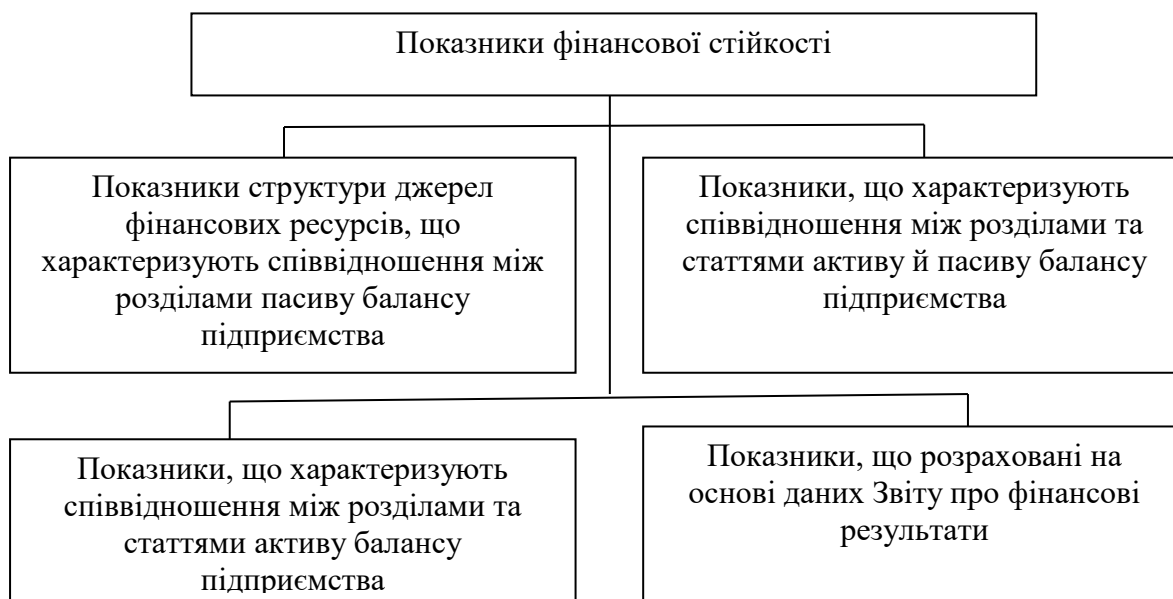 Показники фінансової стійкості
Показники структури джерел
фінансових ресурсів, що
характеризують співвідношення між
розділами пасиву балансу
підприємства
Показники, що характеризують
співвідношення між розділами та
статтями активу й пасиву балансу
підприємства
Показники, що характеризують
співвідношення між розділами та
статтями активу балансу
підприємства
Показники, що розраховані на
основі даних Звіту про фінансові
результати